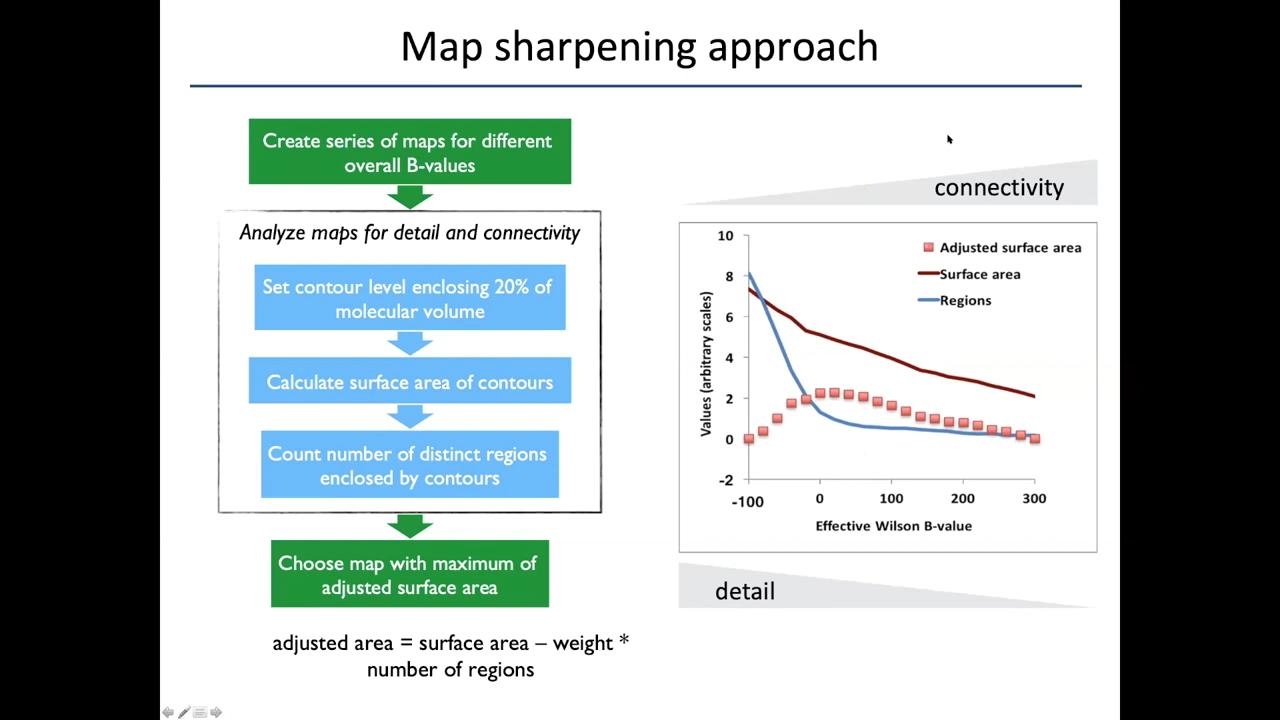 Map sharpening approach
Create series of maps for different
overall B-values
Analyze maps for detail and connectivity
Set contour level enclosing 20% of
molecular volume
Calculate surface area of contours
Count number of distinct regions
enclosed by contours
Choose map with maximum of
adjusted surface area
adjusted area = surface area – weight *
number of regions
connectivity
Adjusted surface area
Surface area
Regions
Values (arbitrary scales)
10
8
6
4
2
0
-2
-100
0
100
200
300
Effective Wilson B-value
detail